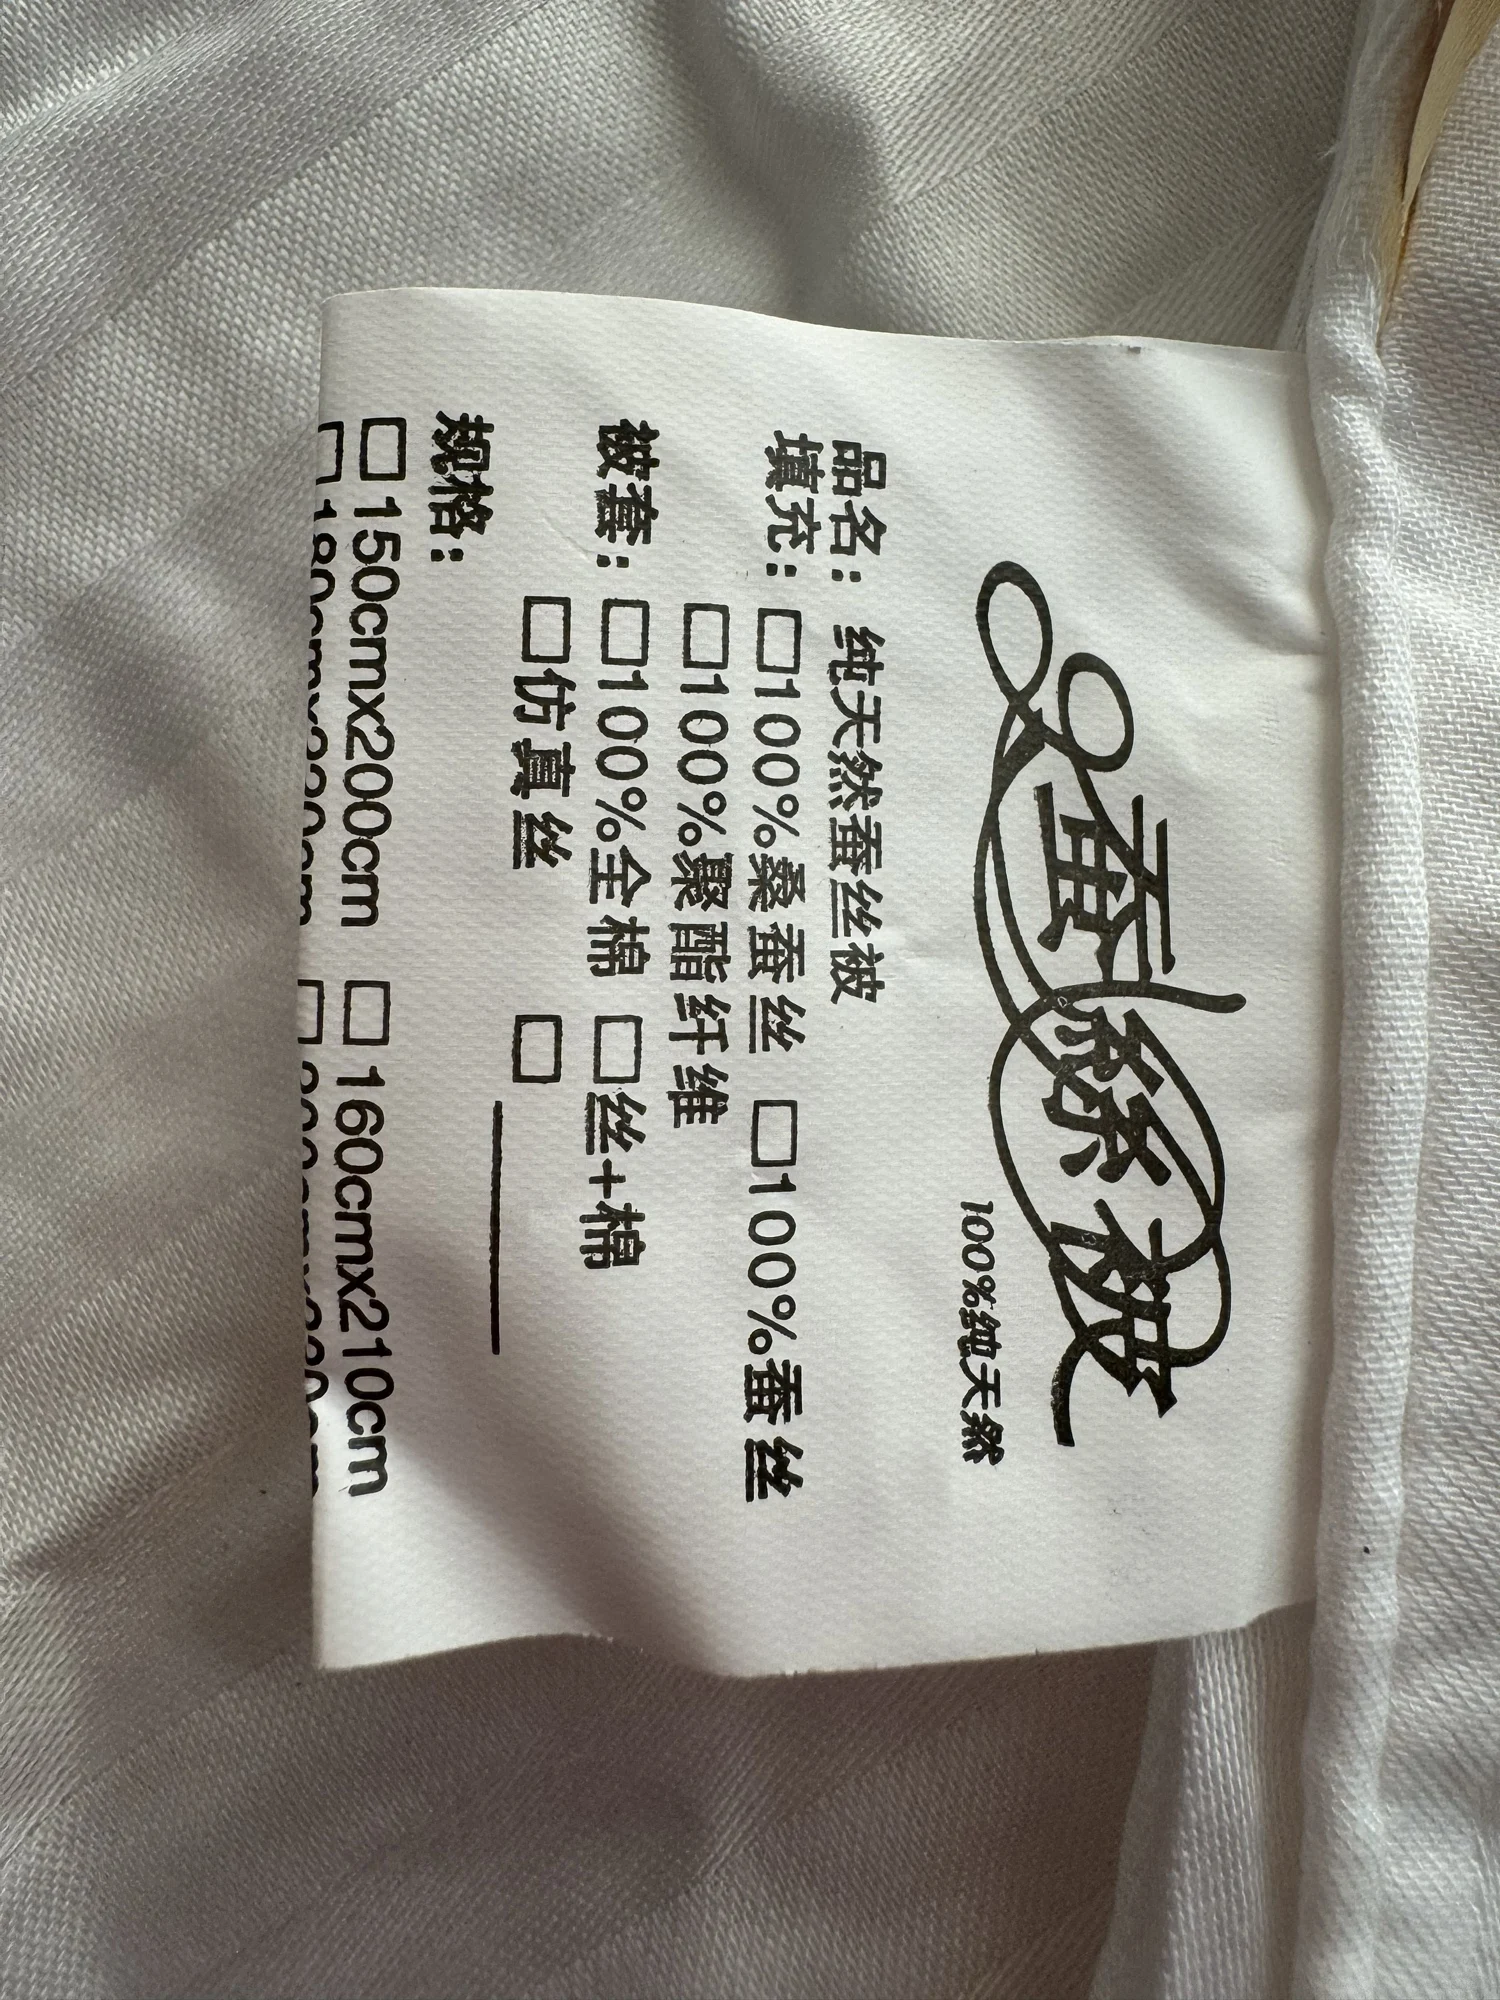 蚕絲被
100%纯天然
品名：纯天然蚕丝被
填充：□100%桑蚕丝 □100%蚕丝
□100%聚酯纤维
被套：□100%全棉 □丝+棉
□仿真丝 □
规格：
□150cmx200cm □160cmx210cm